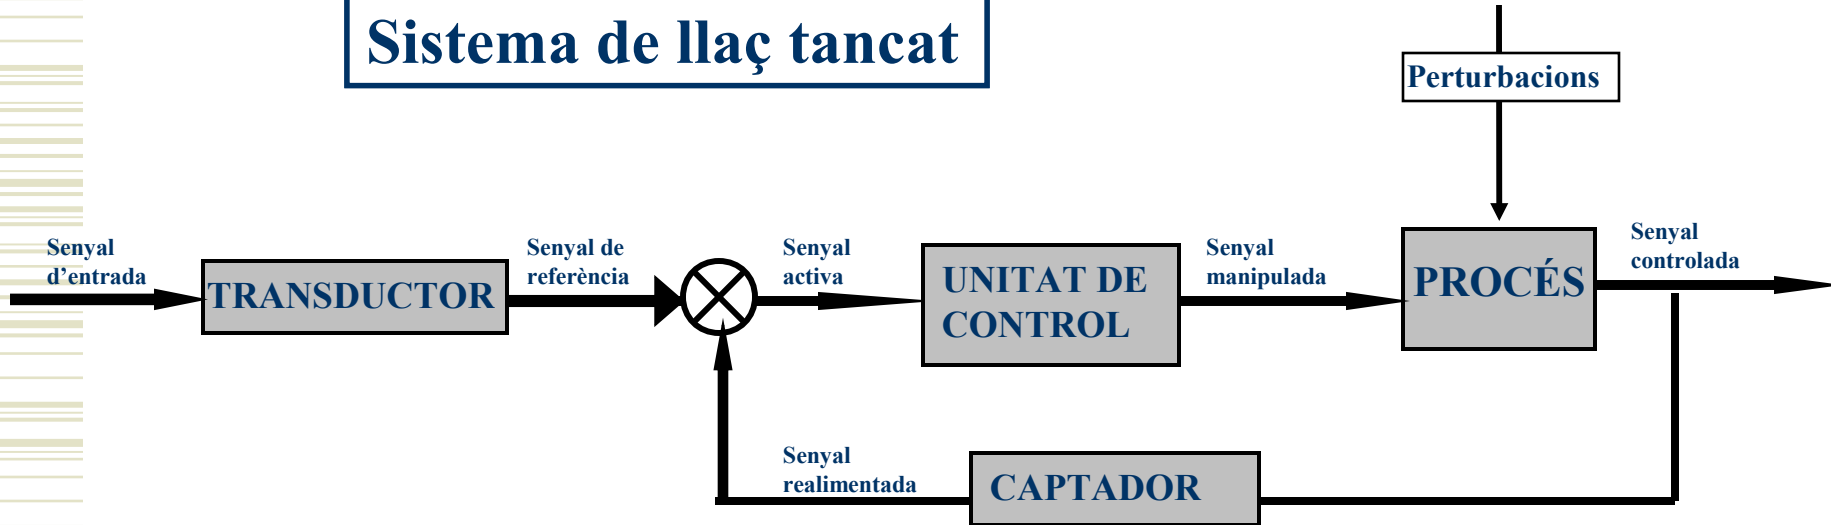 Sistema de llaç tancat
Perturbacions
Senyal
d’entrada
TRANSDUCTOR
Senyal de
referència
Senyal
activa
UNITAT DE
CONTROL
Senyal
manipulada
PROCÉS
Senyal
controlada
Senyal
realimentada
CAPTADOR